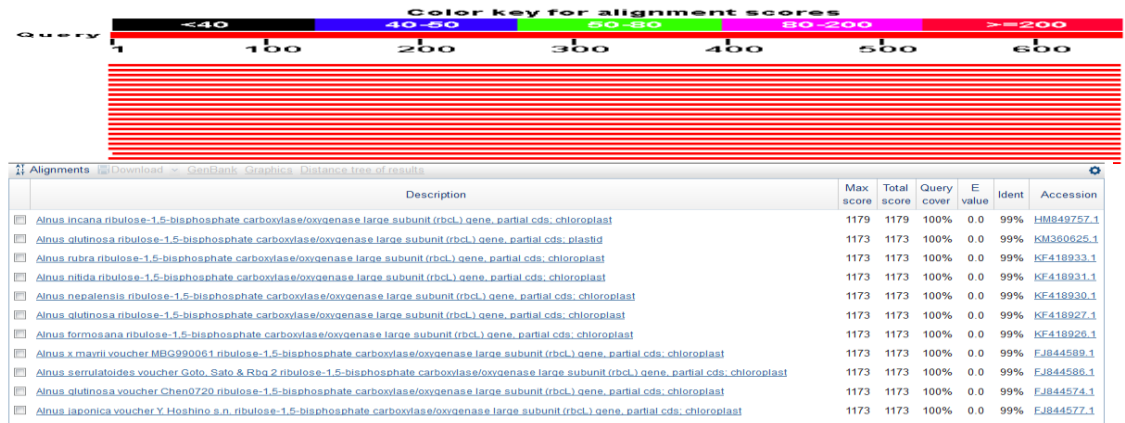 Color key for alignment scores
<40 40-50 50-80 80-200 >=200
Query
1 100 200 300 400 500 600
Alignments Download GenBank Graphics Distance tree of results
Description Max score Total score Query cover E value Ident Accession
Alnus incana ribulose-1,5-bisphosphate carboxylase/oxygenase large subunit (rbcL) gene, partial cds; chloroplast 1179 1179 100% 0.0 99% HM849757.1
Alnus glutinosa ribulose-1,5-bisphosphate carboxylase/oxygenase large subunit (rbcL) gene, partial cds; plastid 1173 1173 100% 0.0 99% KM360625.1
Alnus rubra ribulose-1,5-bisphosphate carboxylase/oxygenase large subunit (rbcL) gene, partial cds; chloroplast 1173 1173 100% 0.0 99% KF418933.1
Alnus nitida ribulose-1,5-bisphosphate carboxylase/oxygenase large subunit (rbcL) gene, partial cds; chloroplast 1173 1173 100% 0.0 99% KF418931.1
Alnus nepalensis ribulose-1,5-bisphosphate carboxylase/oxygenase large subunit (rbcL) gene, partial cds; chloroplast 1173 1173 100% 0.0 99% KF418930.1
Alnus glutinosa ribulose-1,5-bisphosphate carboxylase/oxygenase large subunit (rbcL) gene, partial cds; chloroplast 1173 1173 100% 0.0 99% KF418927.1
Alnus formosana ribulose-1,5-bisphosphate carboxylase/oxygenase large subunit (rbcL) gene, partial cds; chloroplast 1173 1173 100% 0.0 99% KF418926.1
Alnus x mayrii voucher MBG990061 ribulose-1,5-bisphosphate carboxylase/oxygenase large subunit (rbcL) gene, partial cds; chloroplast 1173 1173 100% 0.0 99% FJ844589.1
Alnus serrulatoides voucher Goto, Sato & Rbg 2 ribulose-1,5-bisphosphate carboxylase/oxygenase large subunit (rbcL) gene, partial cds; chloroplast 1173 1173 100% 0.0 99% FJ844586.1
Alnus glutinosa voucher Chen0720 ribulose-1,5-bisphosphate carboxylase/oxygenase large subunit (rbcL) gene, partial cds; chloroplast 1173 1173 100% 0.0 99% FJ844574.1
Alnus japonica voucher Y. Hoshino s.n. ribulose-1,5-bisphosphate carboxylase/oxygenase large subunit (rbcL) gene, partial cds; chloroplast 1173 1173 100% 0.0 99% FJ844577.1